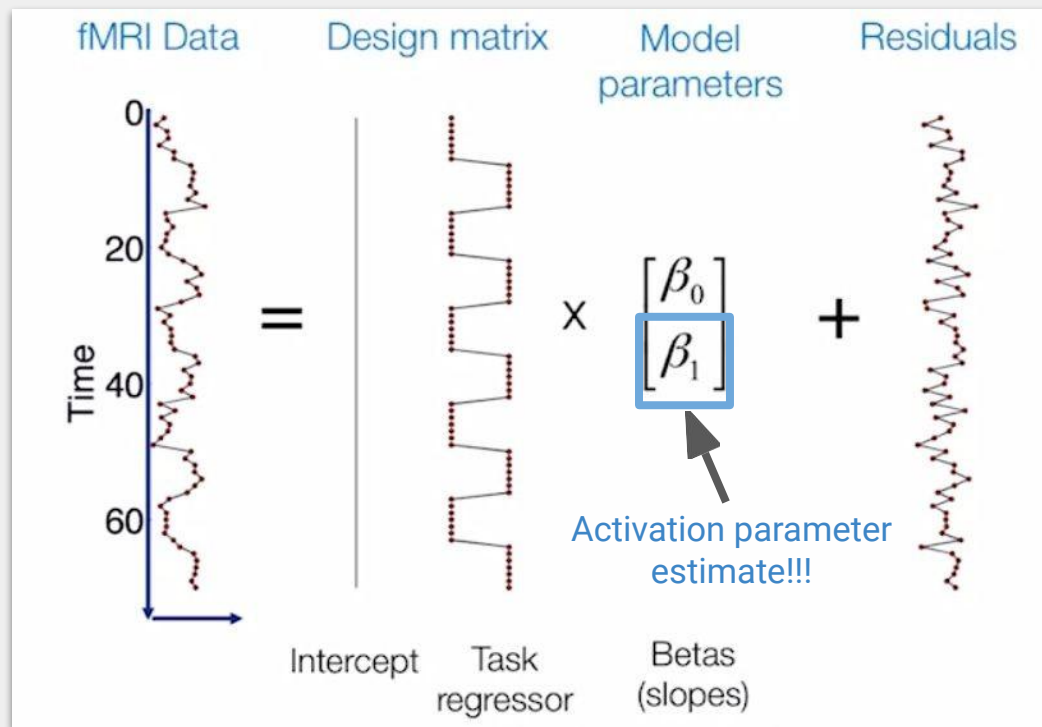 fMRI Data
Design matrix
Model
parameters
Residuals
0
20
40
60
Time
=
x
β0
β1
+
Activation parameter
estimate!!!
Intercept
Task
regressor
Betas
(slopes)